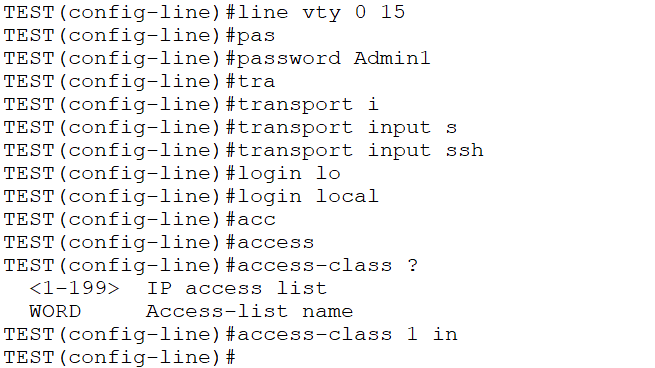 TEST(config-line)#line vty 0 15
TEST(config-line)#pas
TEST(config-line)#password Admin1
TEST(config-line)#tra
TEST(config-line)#transport i
TEST(config-line)#transport input s
TEST(config-line)#transport input ssh
TEST(config-line)#login lo
TEST(config-line)#login local
TEST(config-line)#acc
TEST(config-line)#access
TEST(config-line)#access-class ?
  <1-199>  IP access list
  WORD     Access-list name
TEST(config-line)#access-class 1 in
TEST(config-line)#